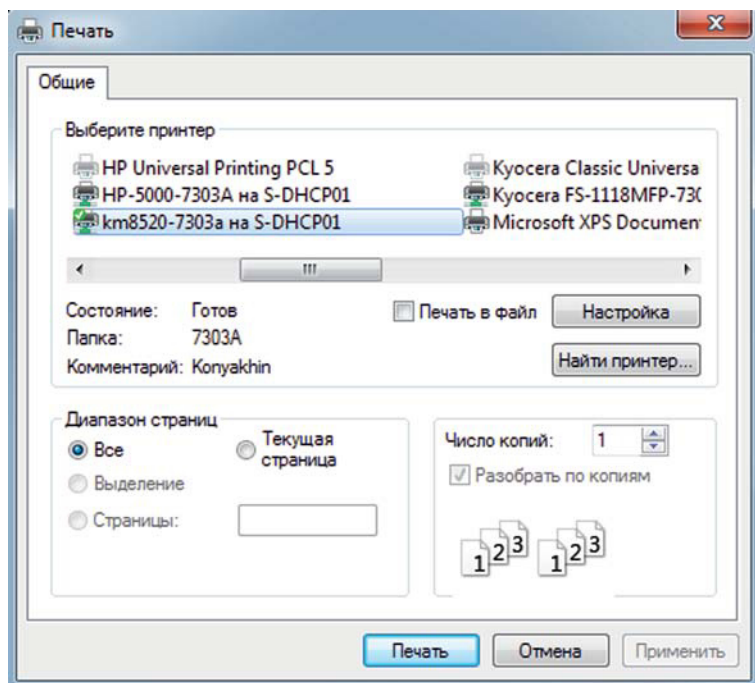 Печать
Общие
Выберите принтер
HP Universal Printing PCL 5
Kyocera Classic Universa
HP-5000-7303A на S-DHCP01
Kyocera FS-1118MFP-730
km8520-7303a на S-DHCP01
Microsoft XPS Documen
Состояние: Готов
Печать в файл
Настройка
Папка: 7303A
Комментарий: Konyakhin
Найти принтер...
Диапазон страниц
Все
Текущая страница
Выделение
Страницы:
Число копий: 1
Разобрать по копиям
1 2 3 1 2 3
Печать
Отмена
Применить